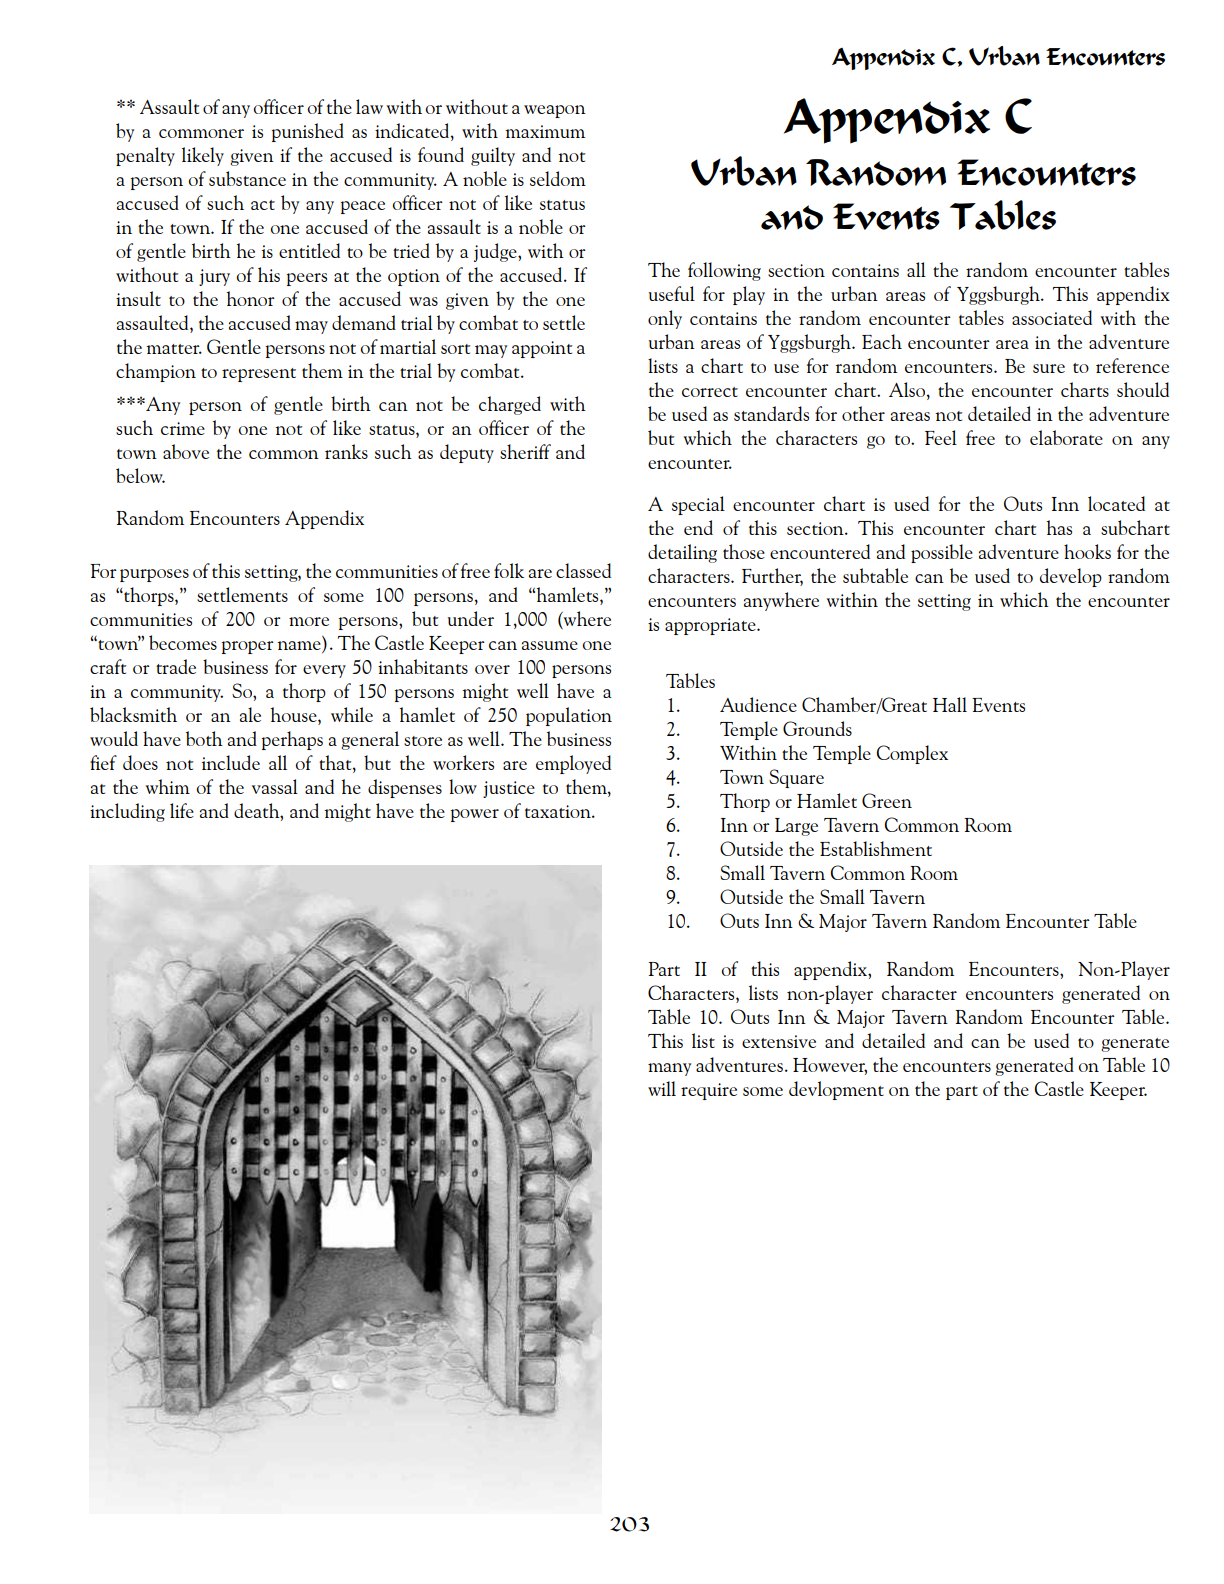 Appendix C, Urban Encounters
** Assault of any officer of the law with or without a weapon
by a commoner is punished as indicated, with maximum
penalty likely given if the accused is found guilty and not
a person of substance in the community. A noble is seldom
accused of such act by any peace officer not of like status
in the town. If the one accused of the assault is a noble or
of gentle birth he is entitled to be tried by a judge, with or
without a jury of his peers at the option of the accused. If
insult to the honor of the accused was given by the one
assaulted, the accused may demand trial by combat to settle
the matter. Gentle persons not of martial sort may appoint a
champion to represent them in the trial by combat.
***Any person of gentle birth can not be charged with
such crime by one not of like status, or an officer of the
town above the common ranks such as deputy sheriff and
below.
Random Encounters Appendix
For purposes of this setting, the communities of free folk are classed
as “thorps,” settlements of some 100 persons, and “hamlets,”
communities of 200 or more persons, but under 1,000 (where
“town” becomes proper name). The Castle Keeper can assume one
craft or trade business for every 50 inhabitants over 100 persons
in a community. So, a thorp of 150 persons might well have a
blacksmith or an ale house, while a hamlet of 250 population
would have both and perhaps a general store as well. The business
fief does not include all of that, but the workers are employed
at the whim of the vassal and he dispenses low justice to them,
including life and death, and might have the power of taxation.
Appendix C
Urban Random Encounters
and Events Tables
The following section contains all the random encounter tables
useful for play in the urban areas of Yggsburgh. This appendix
only contains the random encounter tables associated with the
urban areas of Yggsburgh. Each encounter area in the adventure
lists a chart to use for random encounters. Be sure to reference
the correct encounter chart. Also, the encounter charts should
be used as standards for other areas not detailed in the adventure
but which the characters go to. Feel free to elaborate on any
encounter.
A special encounter chart is used for the Outs Inn located at
the end of this section. This encounter chart has a subchart
detailing those encountered and possible adventure hooks for the
characters. Further, the subtable can be used to develop random
encounters anywhere within the setting in which the encounter
is appropriate.
Tables
1. Audience Chamber/Great Hall Events
2. Temple Grounds
3. Within the Temple Complex
4. Town Square
5. Thorp or Hamlet Green
6. Inn or Large Tavern Common Room
7. Outside the Establishment
8. Small Tavern Common Room
9. Outside the Small Tavern
10. Outs Inn & Major Tavern Random Encounter Table
Part II of this appendix, Random Encounters, Non-Player
Characters, lists non-player character encounters generated on
Table 10. Outs Inn & Major Tavern Random Encounter Table.
This list is extensive and detailed and can be used to generate
many adventures. However, the encounters generated on Table 10
will require some devlopment on the part of the Castle Keeper.
203